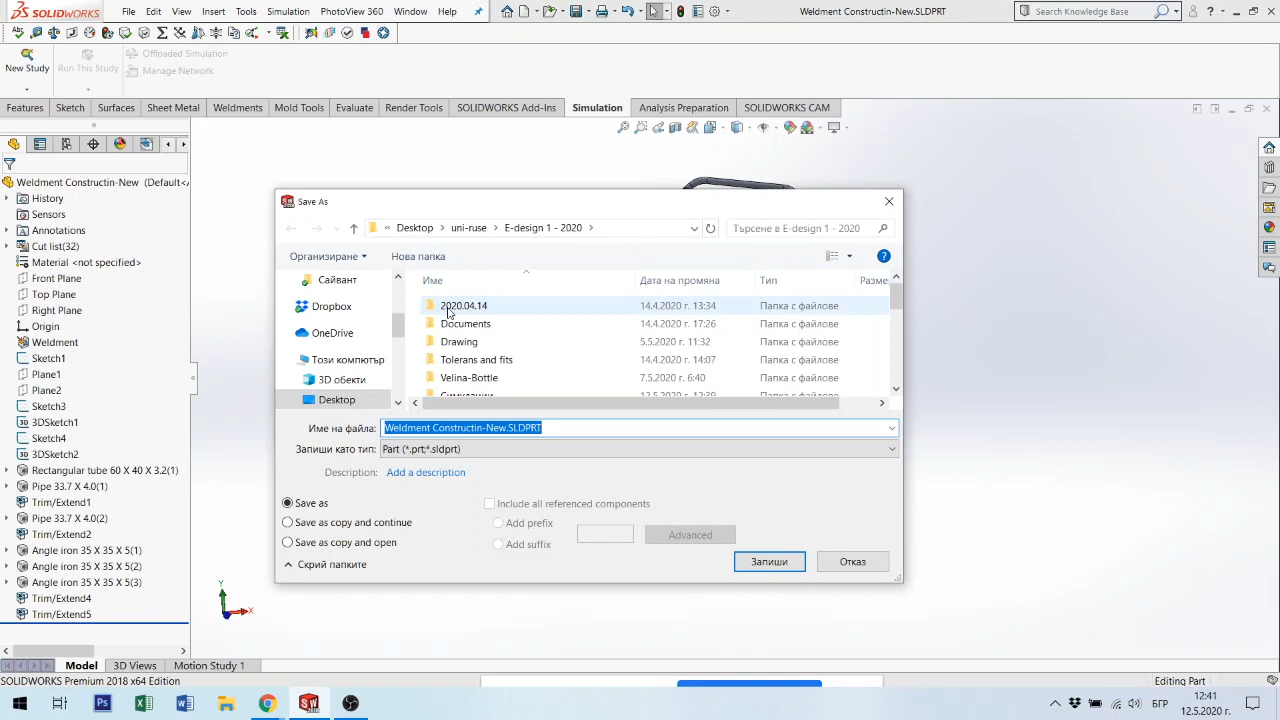 SOLIDWORKS File Edit View Insert Tools Simulation PhotoView 360 Window Help Weldment Constructin-New.SLDPRT Search Knowledge Base
New Study Run This Study Offloaded Simulation
Manage Network
Features Sketch Surfaces Sheet Metal Weldments Mold Tools Evaluate Render Tools SOLIDWORKS Add-Ins Simulation Analysis Preparation SOLIDWORKS CAM
Weldment Constructin-New (Default<
History
Sensors
Annotations
Cut list(32)
Material <not specified>
Front Plane
Top Plane
Right Plane
Origin
Weldment
Sketch1
Plane1
Plane2
Sketch3
3DSketch1
Sketch4
3DSketch2
Rectangular tube 60 X 40 X 3.2(1)
Pipe 33.7 X 4.0(1)
Trim/Extend1
Pipe 33.7 X 4.0(2)
Trim/Extend2
Angle iron 35 X 35 X 5(1)
Angle iron 35 X 35 X 5(2)
Angle iron 35 X 35 X 5(3)
Trim/Extend4
Trim/Extend5
Save As
« Desktop › uni-ruse › E-design 1 - 2020 › Търсене в E-design 1 - 2020
Организиране Нова папка
Сайвант
Dropbox
OneDrive
Този компютър
3D обекти
Desktop
Име Дата на промяна Тип Разме
2020.04.14 14.4.2020 г. 13:34 Папка с файлове
Documents 14.4.2020 г. 17:26 Папка с файлове
Drawing 5.5.2020 г. 11:32 Папка с файлове
Tolerans and fits 14.4.2020 г. 14:07 Папка с файлове
Velina-Bottle 7.5.2020 г. 6:40 Папка с файлове
Симулации 12.5.2020 г. 12:39 Папка с файлове
Име на файла: Weldment Constructin-New.SLDPRT
Запиши като тип: Part (*.prt;*.sldprt)
Description: Add a description
Save as
Save as copy and continue
Save as copy and open
Include all referenced components
Add prefix
Add suffix
Advanced
Скрий папките
Запиши Отказ
Y
X
Model 3D Views Motion Study 1
SOLIDWORKS Premium 2018 x64 Edition Editing Part
БГР 12:41
12.5.2020 г.